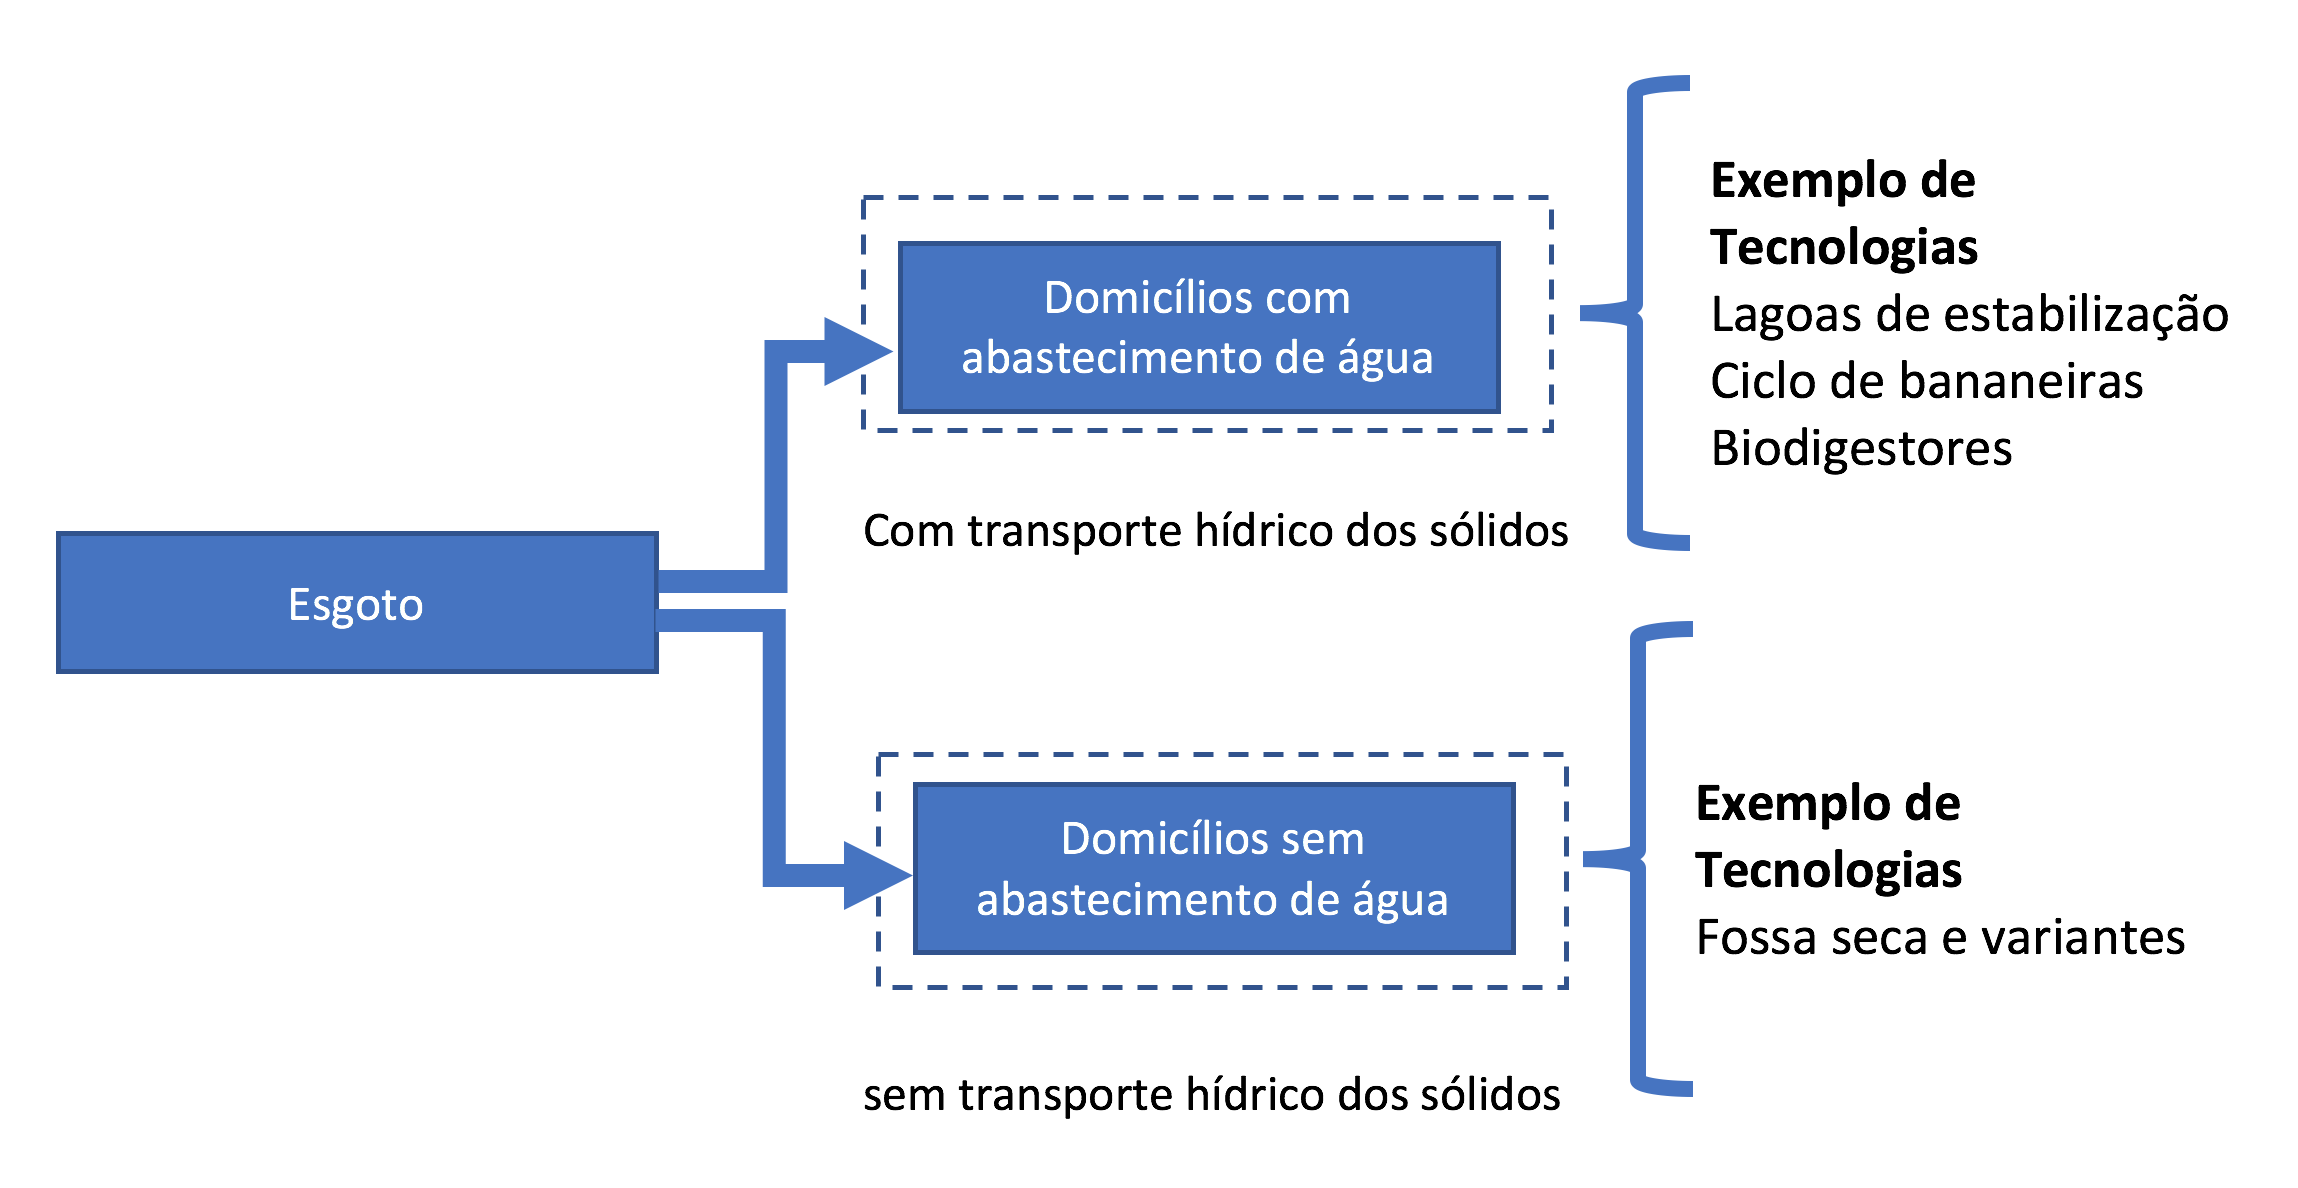 Esgoto
Domicílios com
abastecimento de água
Com transporte hídrico dos sólidos
Exemplo de
Tecnologias
Lagoas de estabilização
Ciclo de bananeiras
Biodigestores
Domicílios sem
abastecimento de água
sem transporte hídrico dos sólidos
Exemplo de
Tecnologias
Fossa seca e variantes